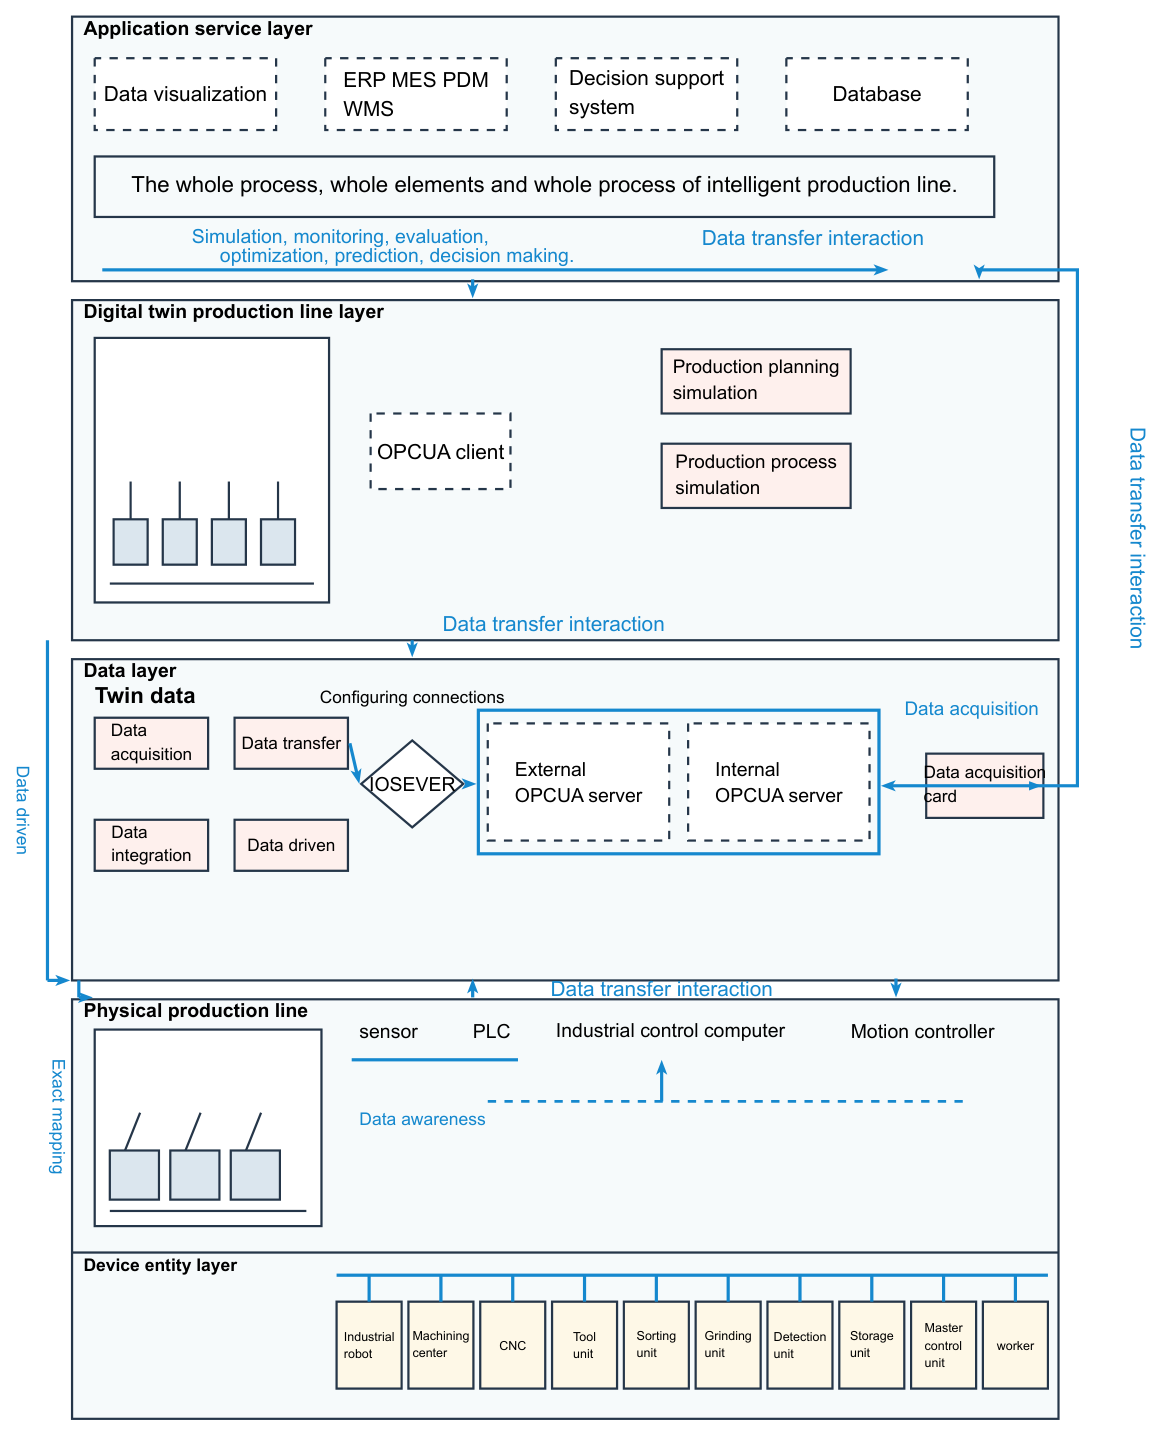 Application service layer
Data visualization
ERP MES PDM
WMS
Decision support
system
Database
The whole process, whole elements and whole process of intelligent production line.
Simulation, monitoring, evaluation,
optimization, prediction, decision making.
Data transfer interaction
Digital twin production line layer
Production planning
simulation
OPCUA client
Production process
simulation
Data transfer interaction
Data transfer interaction
Data layer
Twin data
Configuring connections
Data acquisition
Data
acquisition
Data transfer
IOSEVER
External
OPCUA server
Internal
OPCUA server
Data acquisition
card
Data
integration
Data driven
Data driven
Data transfer interaction
Physical production line
sensor
PLC
Industrial control computer
Motion controller
Data awareness
Exact mapping
Device entity layer
Industrial
robot
Machining
center
CNC
Tool
unit
Sorting
unit
Grinding
unit
Detection
unit
Storage
unit
Master
control
unit
worker